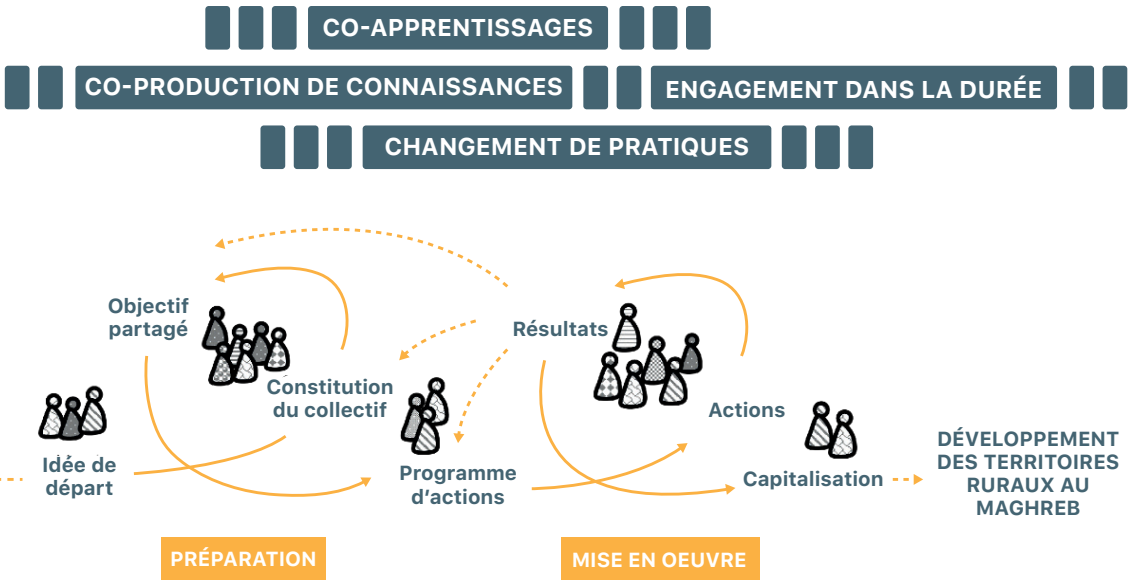 CO-APPRENTISSAGES
CO-PRODUCTION DE CONNAISSANCES
ENGAGEMENT DANS LA DURÉE
CHANGEMENT DE PRATIQUES
Objectif
partagé
Résultats
Constitution
du collectif
Actions
Idée de
départ
Programme
d'actions
Capitalisation
DÉVELOPPEMENT
DES TERRITOIRES
RURAUX AU
MAGHREB
PRÉPARATION
MISE EN OEUVRE